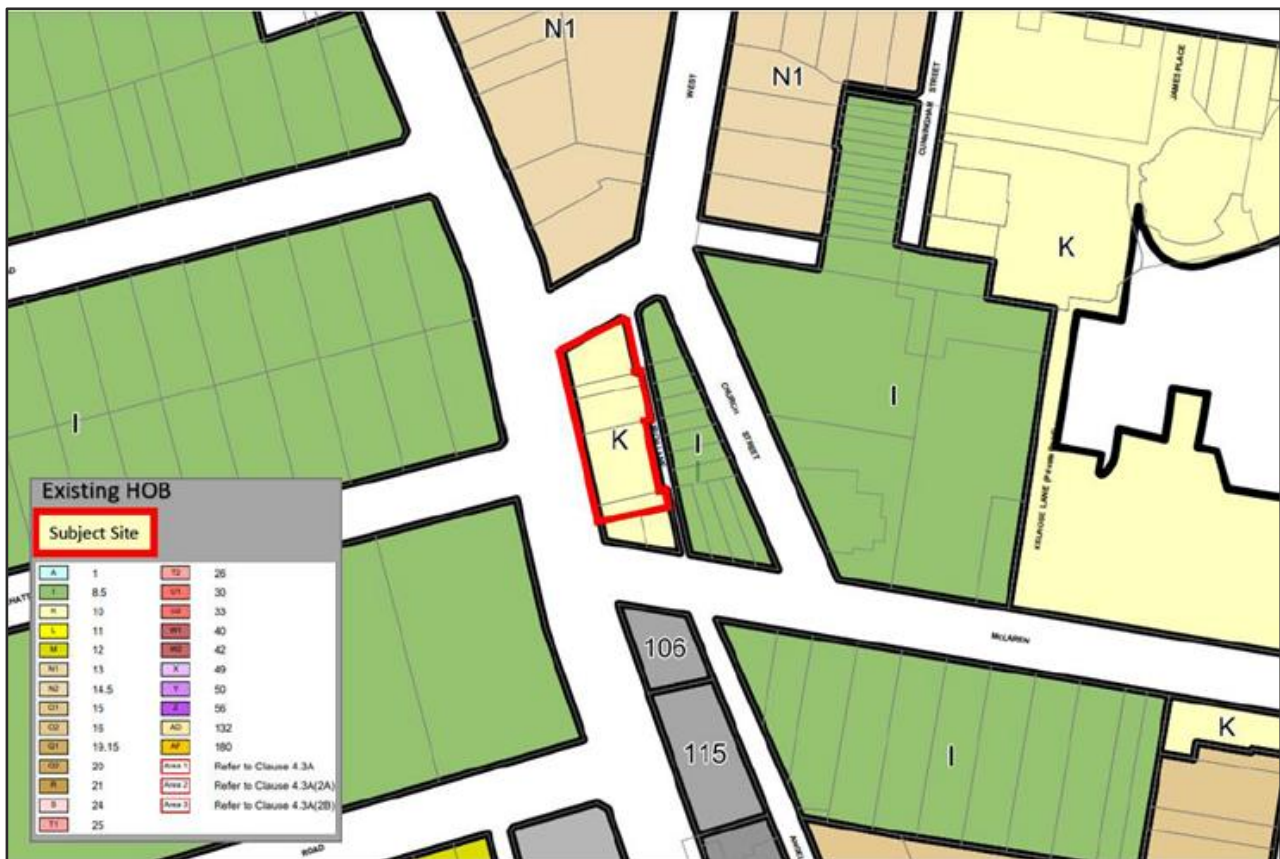 N1
N1
WEST
CUNNINGHAM STREET
JAMES PLACE
K
I
I
K
I
CHURCH STREET
Existing HOB
Subject Site
A 1
I 8.5
K 10
L 11
M 12
N1 13
N2 14.5
O1 15
O2 16
Q1 19.15
20
R 21
S 24
T1 25
T2 26
U1 30
U2 33
W1 40
W2 42
X 49
Y 50
Z 56
AD 132
AF 180
Area 1 Refer to Clause 4.3A
Area 2 Refer to Clause 4.3A(2A)
Area 3 Refer to Clause 4.3A(2B)
106
115
McLAREN
I
K
ROAD